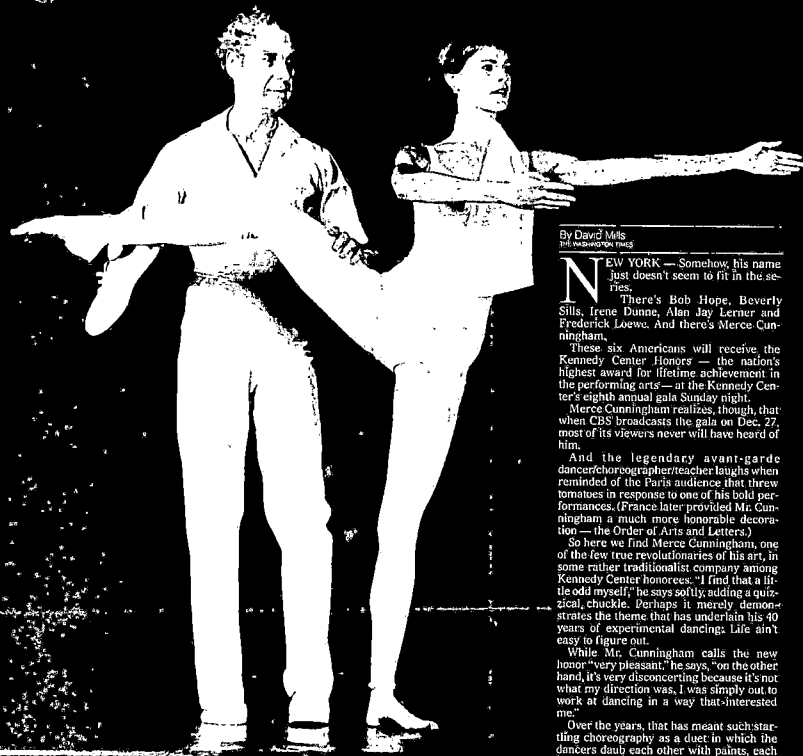 By David Mills
THE WASHINGTON TIMES
NEW YORK — Somehow, his name
just doesn't seem to fit in the se-
ries.
There's Bob Hope, Beverly
Sills, Irene Dunne, Alan Jay Lerner and
Frederick Loewe. And there's Merce Cun-
ningham.
These six Americans will receive the
Kennedy Center Honors — the nation's
highest award for lifetime achievement in
the performing arts — at the Kennedy Cen-
ter's eighth annual gala Sunday night.
Merce Cunningham realizes, though, that
when CBS broadcasts the gala on Dec. 27,
most of its viewers never will have heard of
him.
And the legendary avant-garde
dancer/choreographer/teacher laughs when
reminded of the Paris audience that threw
tomatoes in response to one of his bold per-
formances. (France later provided Mr. Cun-
ningham a much more honorable decora-
tion — the Order of Arts and Letters.)
So here we find Merce Cunningham, one
of the few true revolutionaries of his art, in
some rather traditionalist company among
Kennedy Center honorees. "I find that a lit-
tle odd myself," he says softly, adding a quiz-
zical chuckle. Perhaps it merely demon-
strates the theme that has underlain his 40
years of experimental dancing: Life ain't
easy to figure out.
While Mr. Cunningham calls the new
honor "very pleasant," he says, "on the other
hand, it's very disconcerting because it's not
what my direction was, I was simply out to
work at dancing in a way that interested
me."
Over the years, that has meant such star-
tling choreography as a duet in which the
dancers daub each other with paints, each